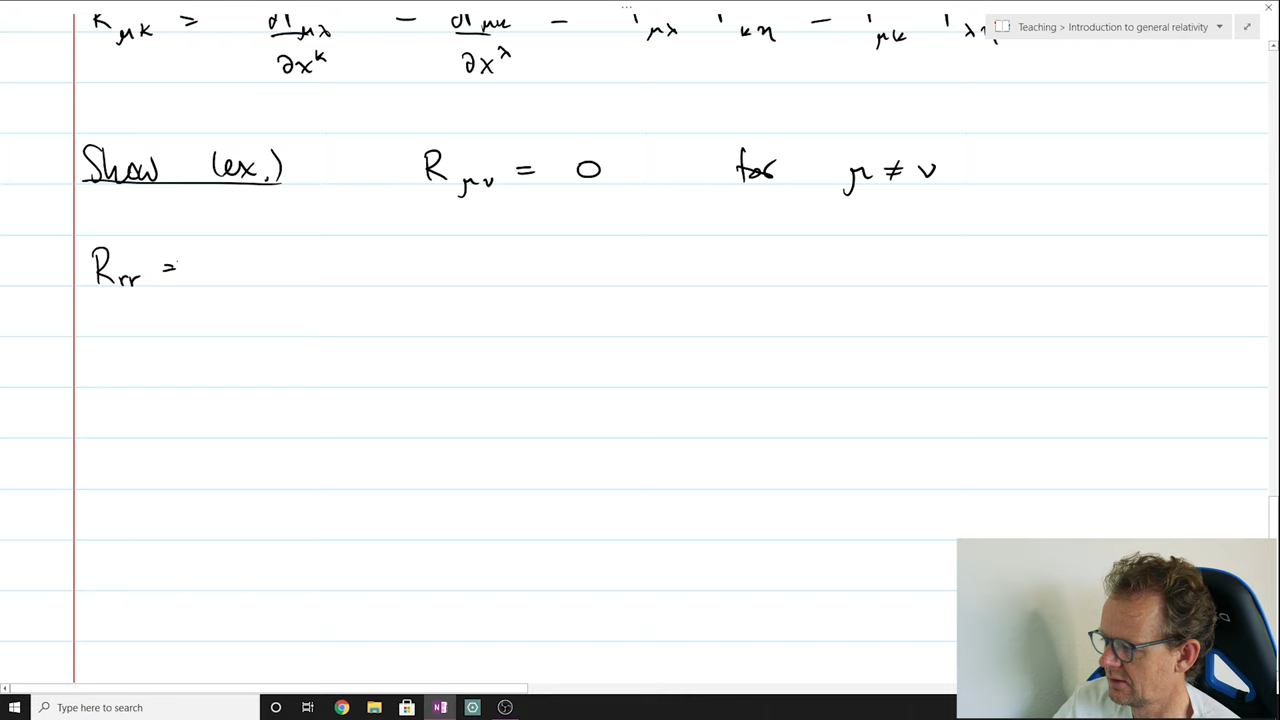 R_μκ = ∂Γ_μλ/∂x^κ − ∂Γ_μκ/∂x^λ − Γ_μλ Γ_κη − Γ_μκ Γ_λη
Teaching > Introduction to general relativity
Show (ex.) R_μν = 0 for μ ≠ ν
R_rr =
Type here to search